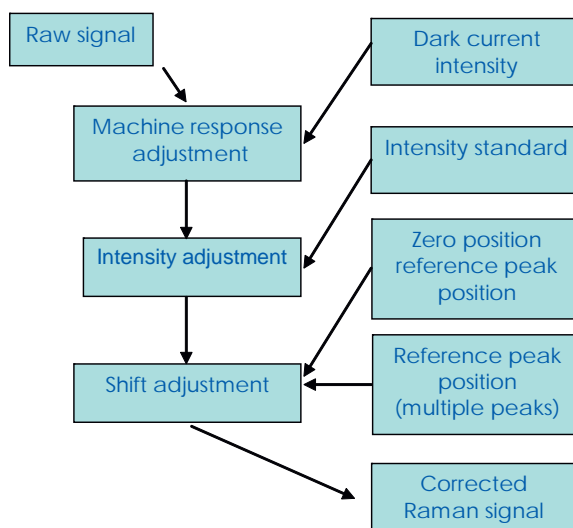 Raw signal
Dark current
intensity
Machine response
adjustment
Intensity standard
Intensity adjustment
Zero position
reference peak
position
Shift adjustment
Reference peak
position
(multiple peaks)
Corrected
Raman signal